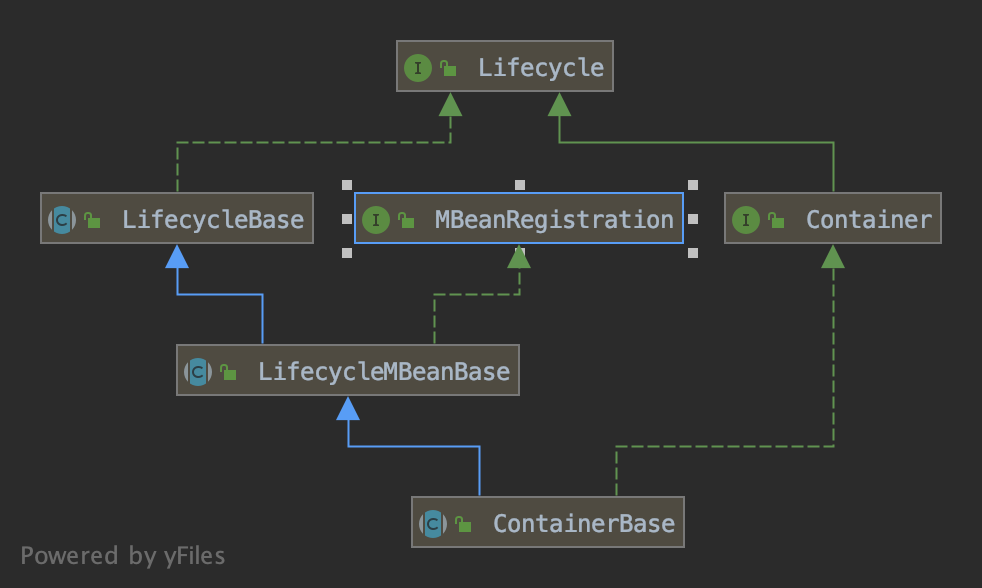 I Lifecycle
C LifecycleBase
I MBeanRegistration
I Container
C LifecycleMBeanBase
C ContainerBase
Powered by yFiles